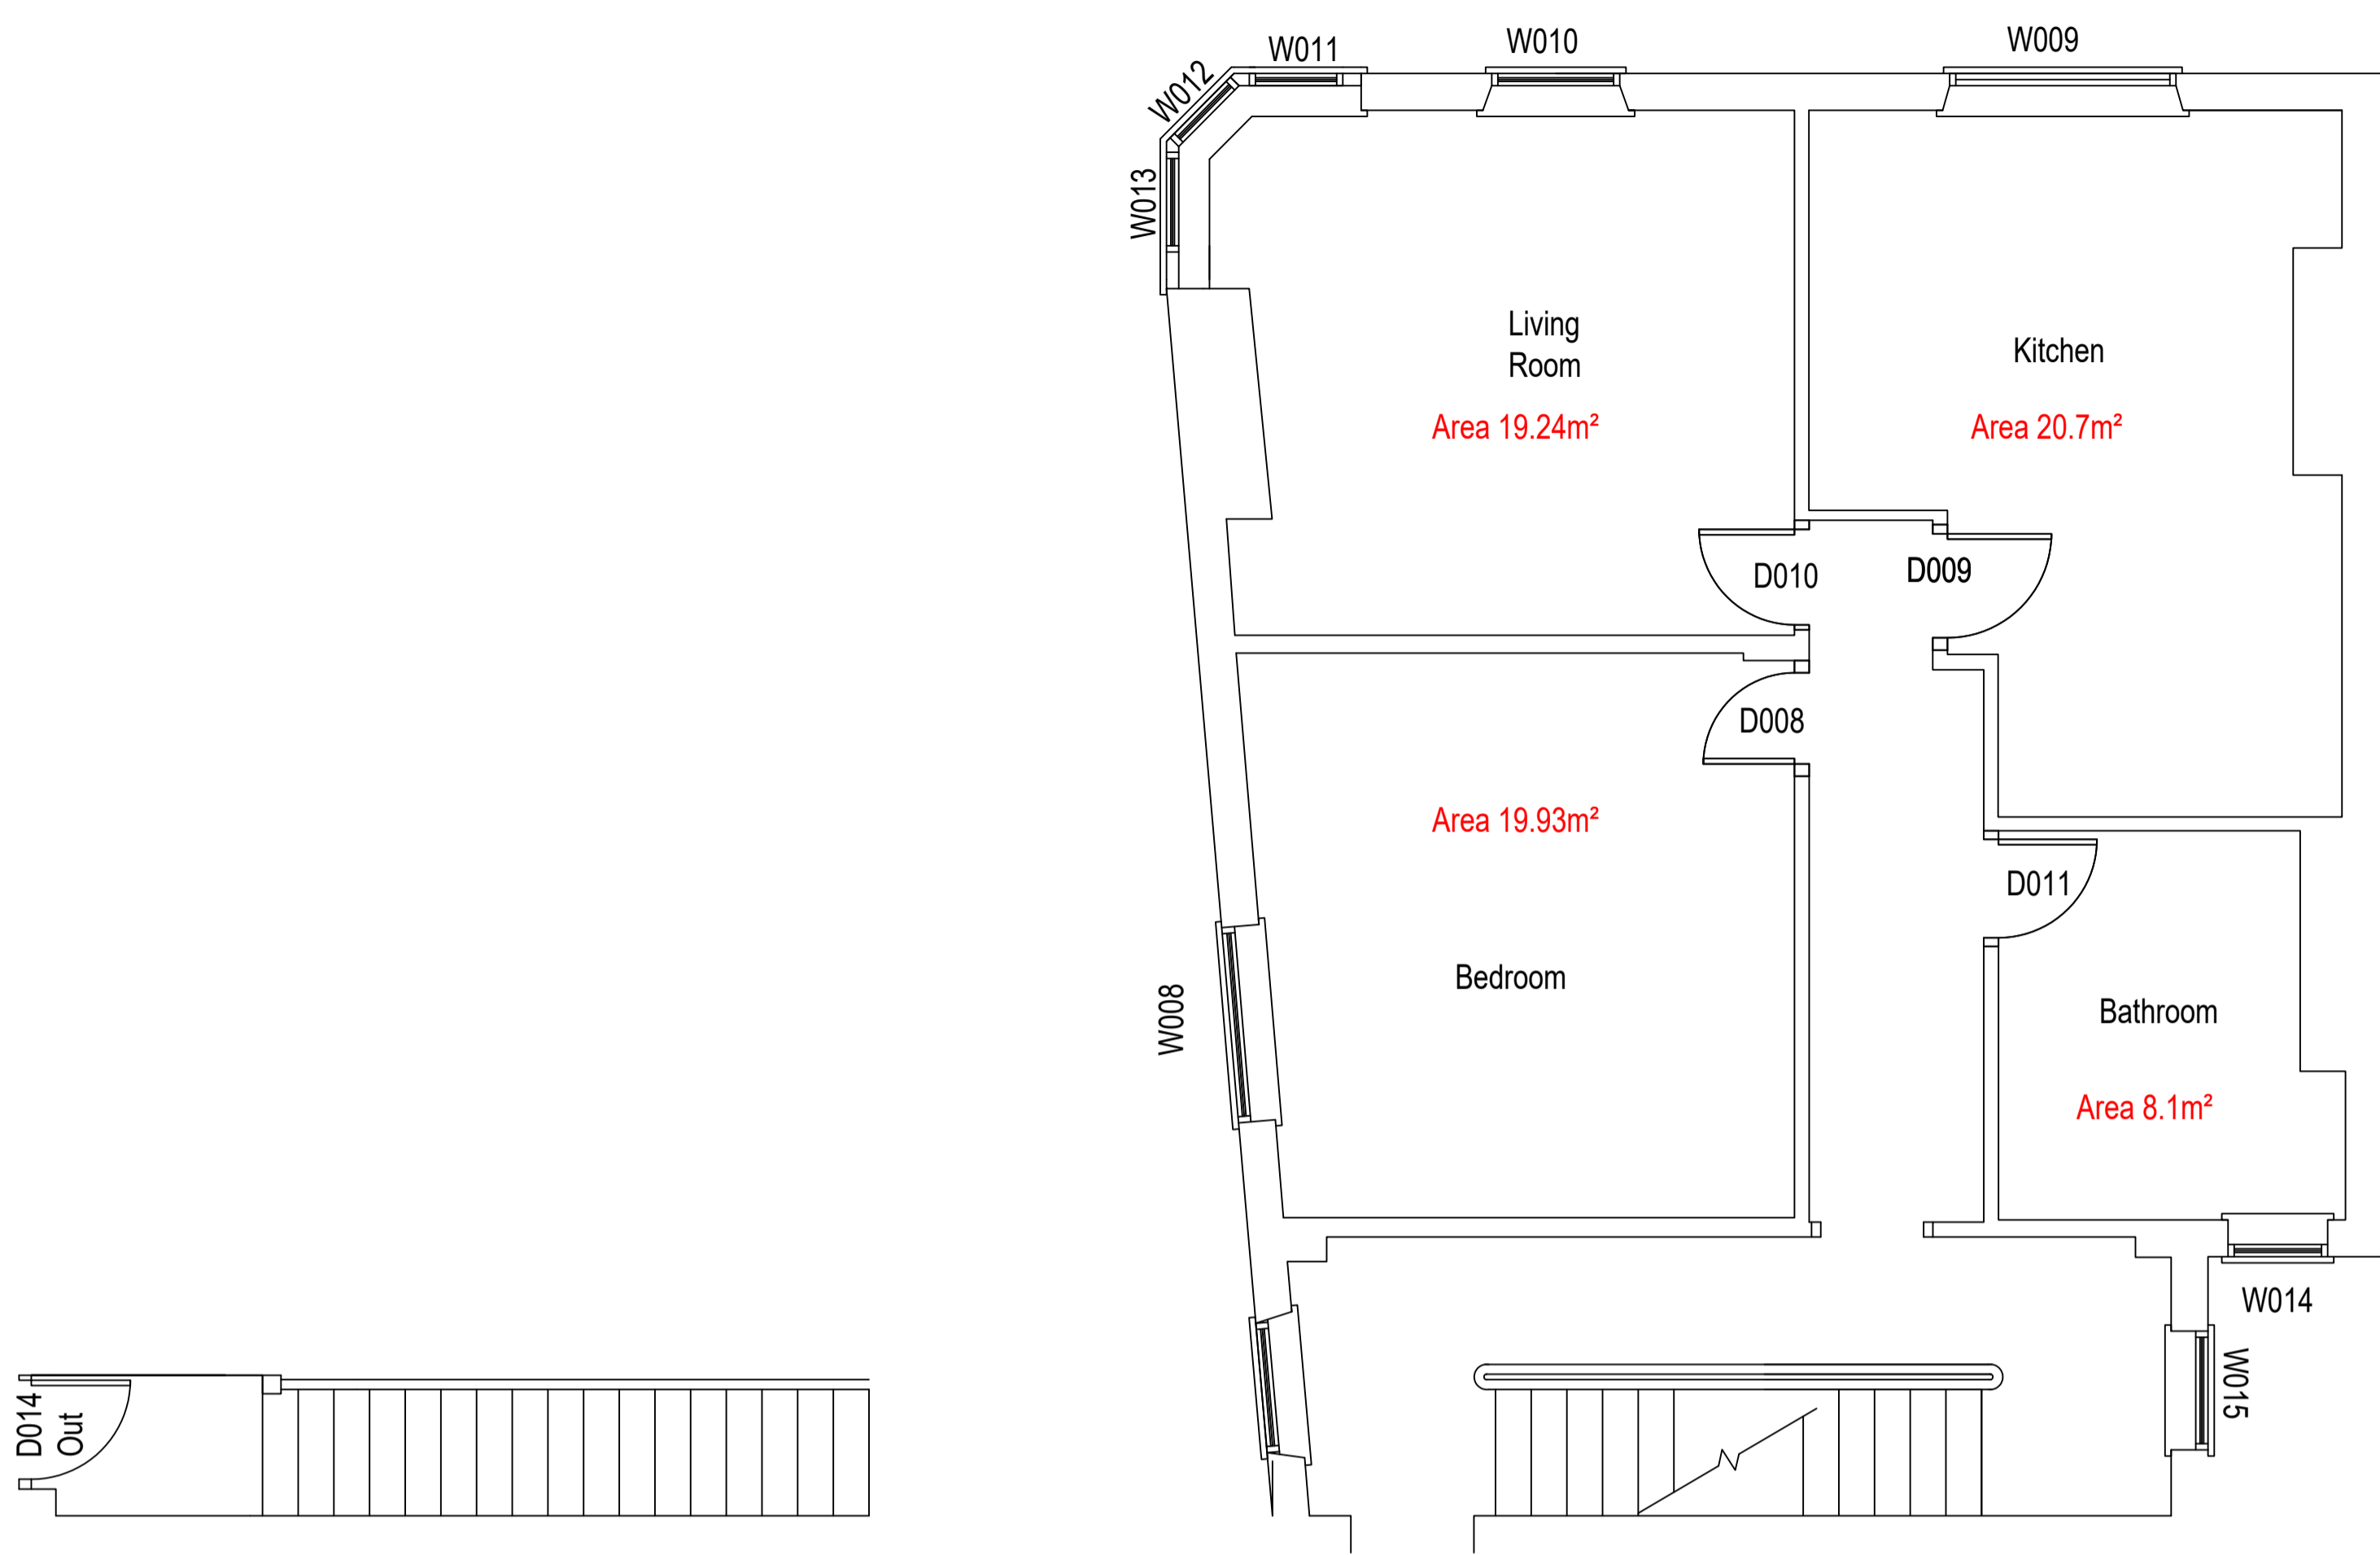 W011
W010
W009
W012
W013
Living
Room
Area 19.24m²
Kitchen
Area 20.7m²
D010
D009
D008
Area 19.93m²
D011
Bedroom
W008
Bathroom
Area 8.1m²
W014
W015
D014
Out